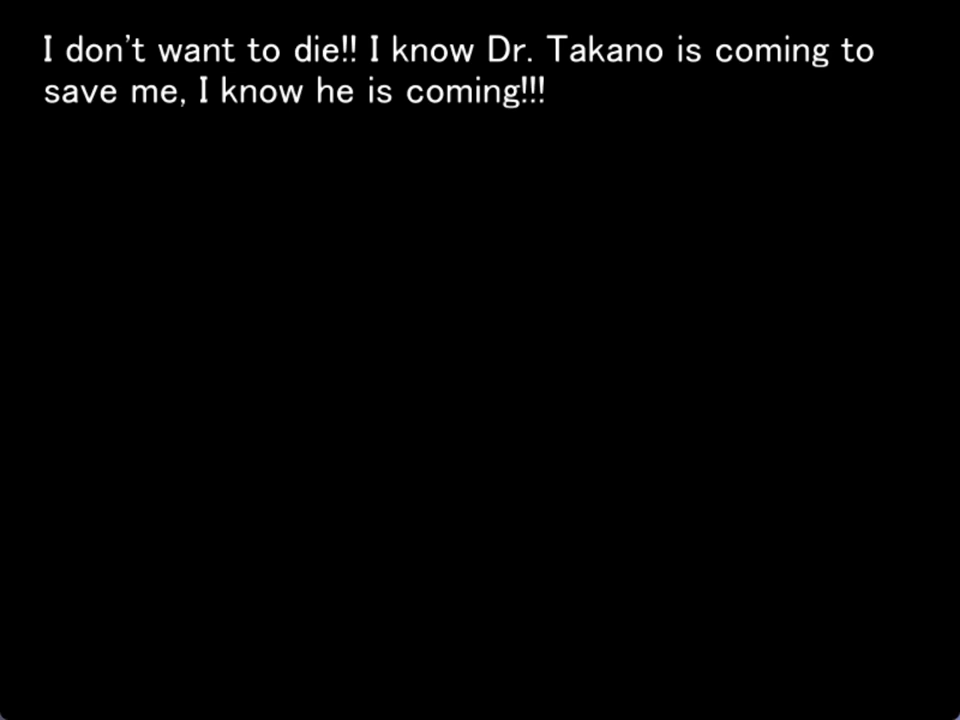 I don't want to die!! I know Dr. Takano is coming to
save me, I know he is coming!!!